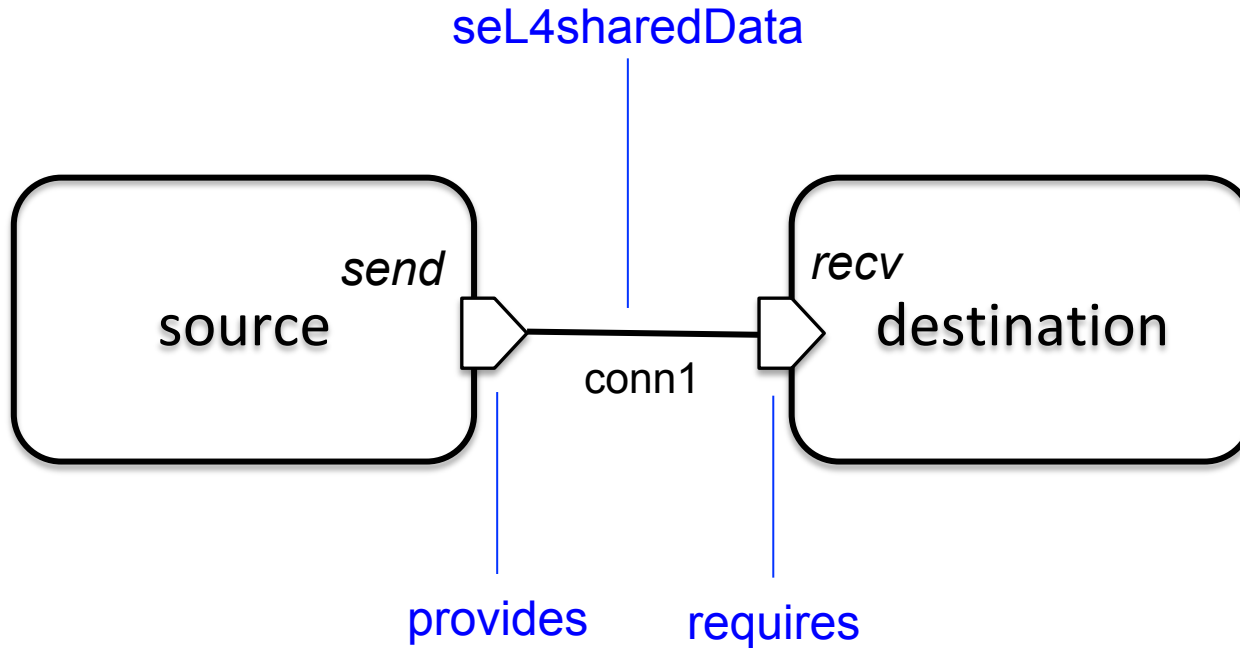 seL4sharedData
send
recv
source
destination
conn1
provides
requires